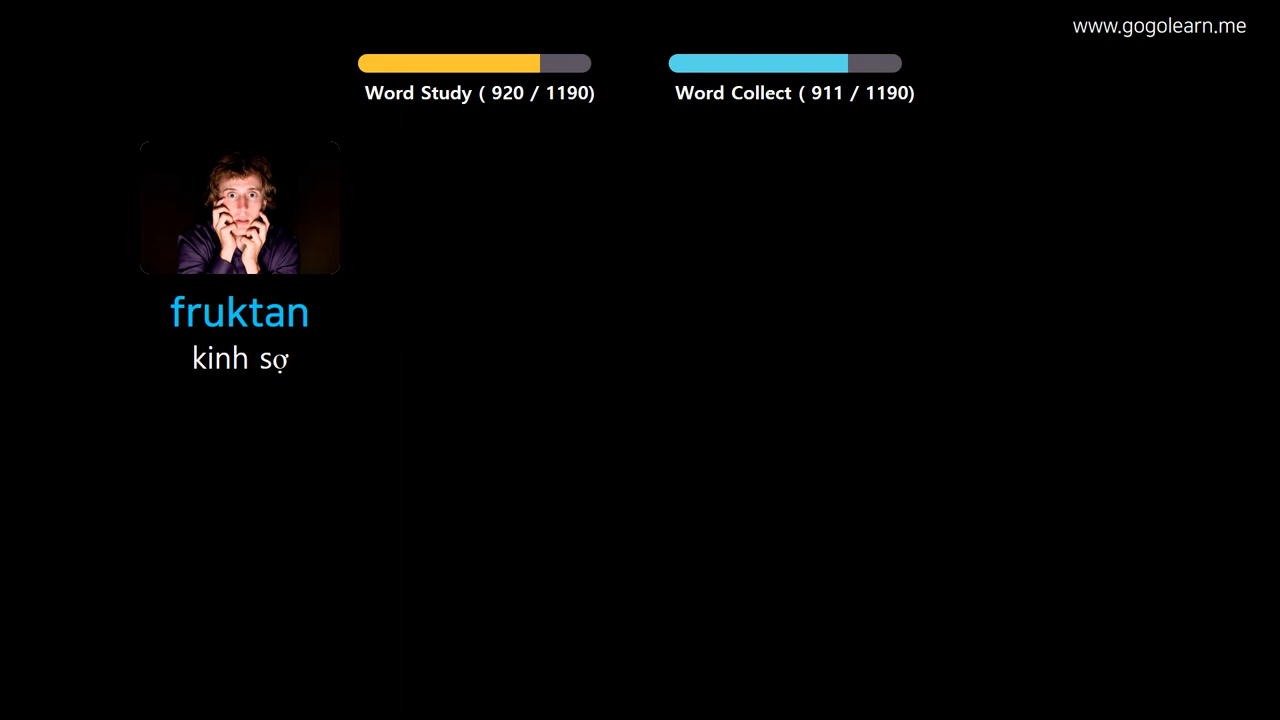 www.gogolearn.me
Word Study ( 920 / 1190)
Word Collect ( 911 / 1190)
fruktan
kinh sợ